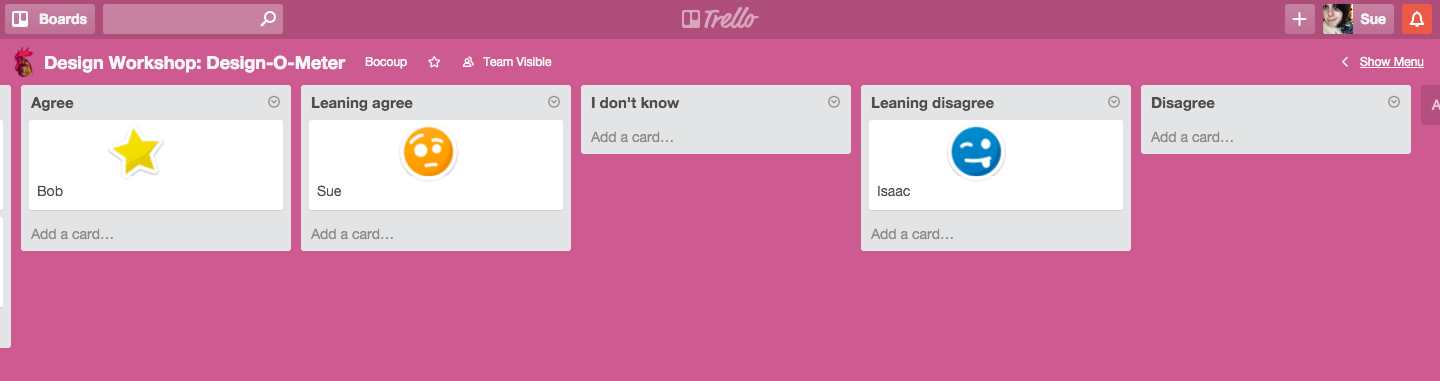 Boards
Trello
Sue
Design Workshop: Design-O-Meter
Bocoup
Team Visible
Show Menu
Agree
Bob
Add a card…
Leaning agree
Sue
Add a card…
I don't know
Add a card…
Leaning disagree
Isaac
Add a card…
Disagree
Add a card…
A